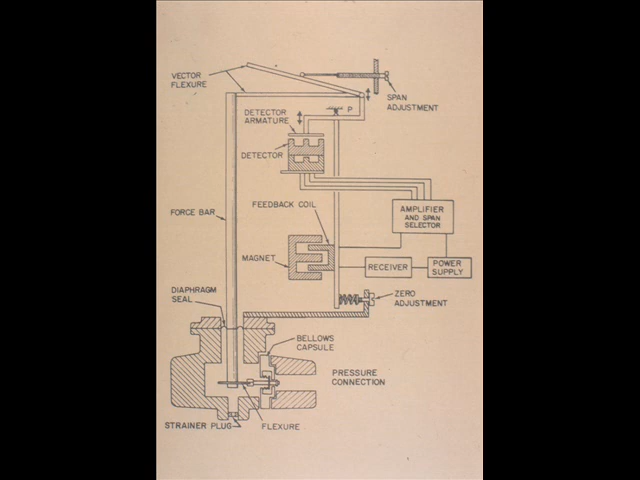 VECTOR
FLEXURE
SPAN
ADJUSTMENT
P
DETECTOR
ARMATURE
DETECTOR
FORCE BAR
FEEDBACK COIL
AMPLIFIER
AND SPAN
SELECTOR
MAGNET
RECEIVER
POWER
SUPPLY
DIAPHRAGM
SEAL
ZERO
ADJUSTMENT
BELLOWS
CAPSULE
PRESSURE
CONNECTION
STRAINER PLUG
FLEXURE